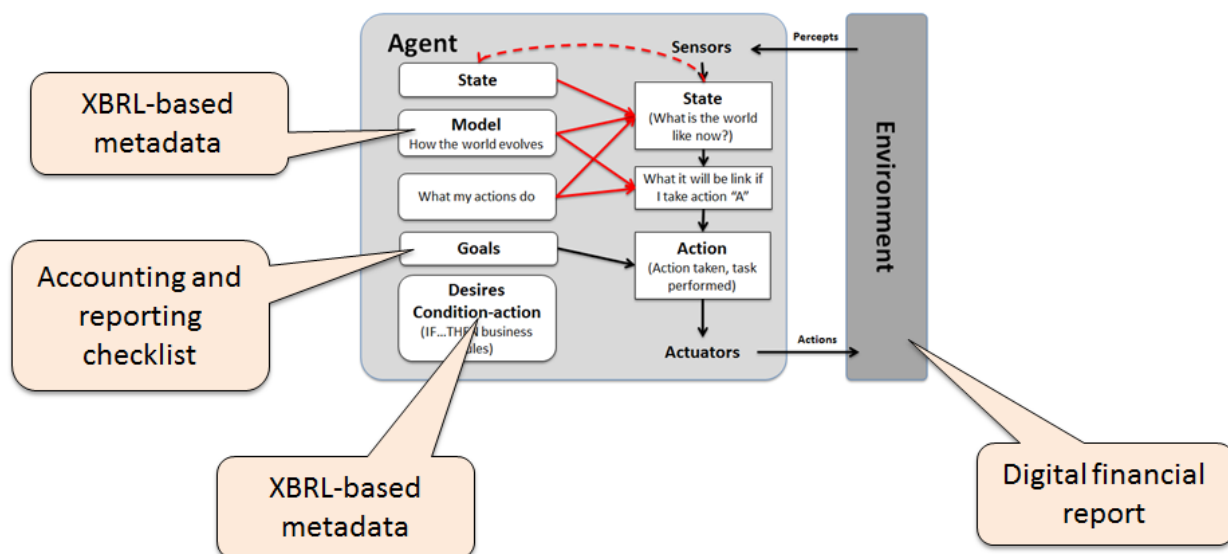 Agent
Sensors
Percepts
State
State
(What is the world
like now?)
XBRL-based
metadata
Model
How the world evolves
What my actions do
What it will be link if
I take action “A”
Environment
Goals
Action
(Action taken, task
performed)
Accounting and
reporting
checklist
Desires
Condition-action
(IF...THEN business
Actuators
Actions
XBRL-based
metadata
Digital financial
report